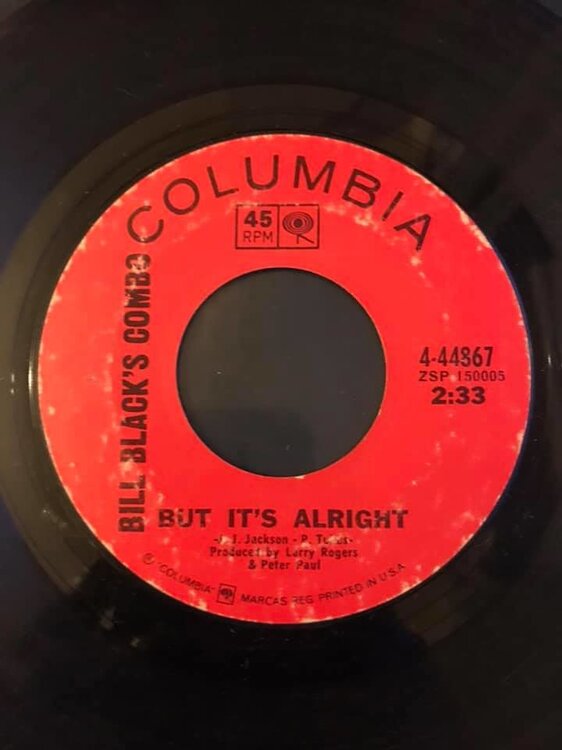 COLUMBIA
45
RPM
BILL BLACK'S COMBO
4-44867
ZSP 150005
2:33
BUT IT'S ALRIGHT
J. Jackson - P.
Produced by Larry Rogers
& Peter Paul
"COLUMBIA" MARCAS REG. PRINTED IN U.S.A.